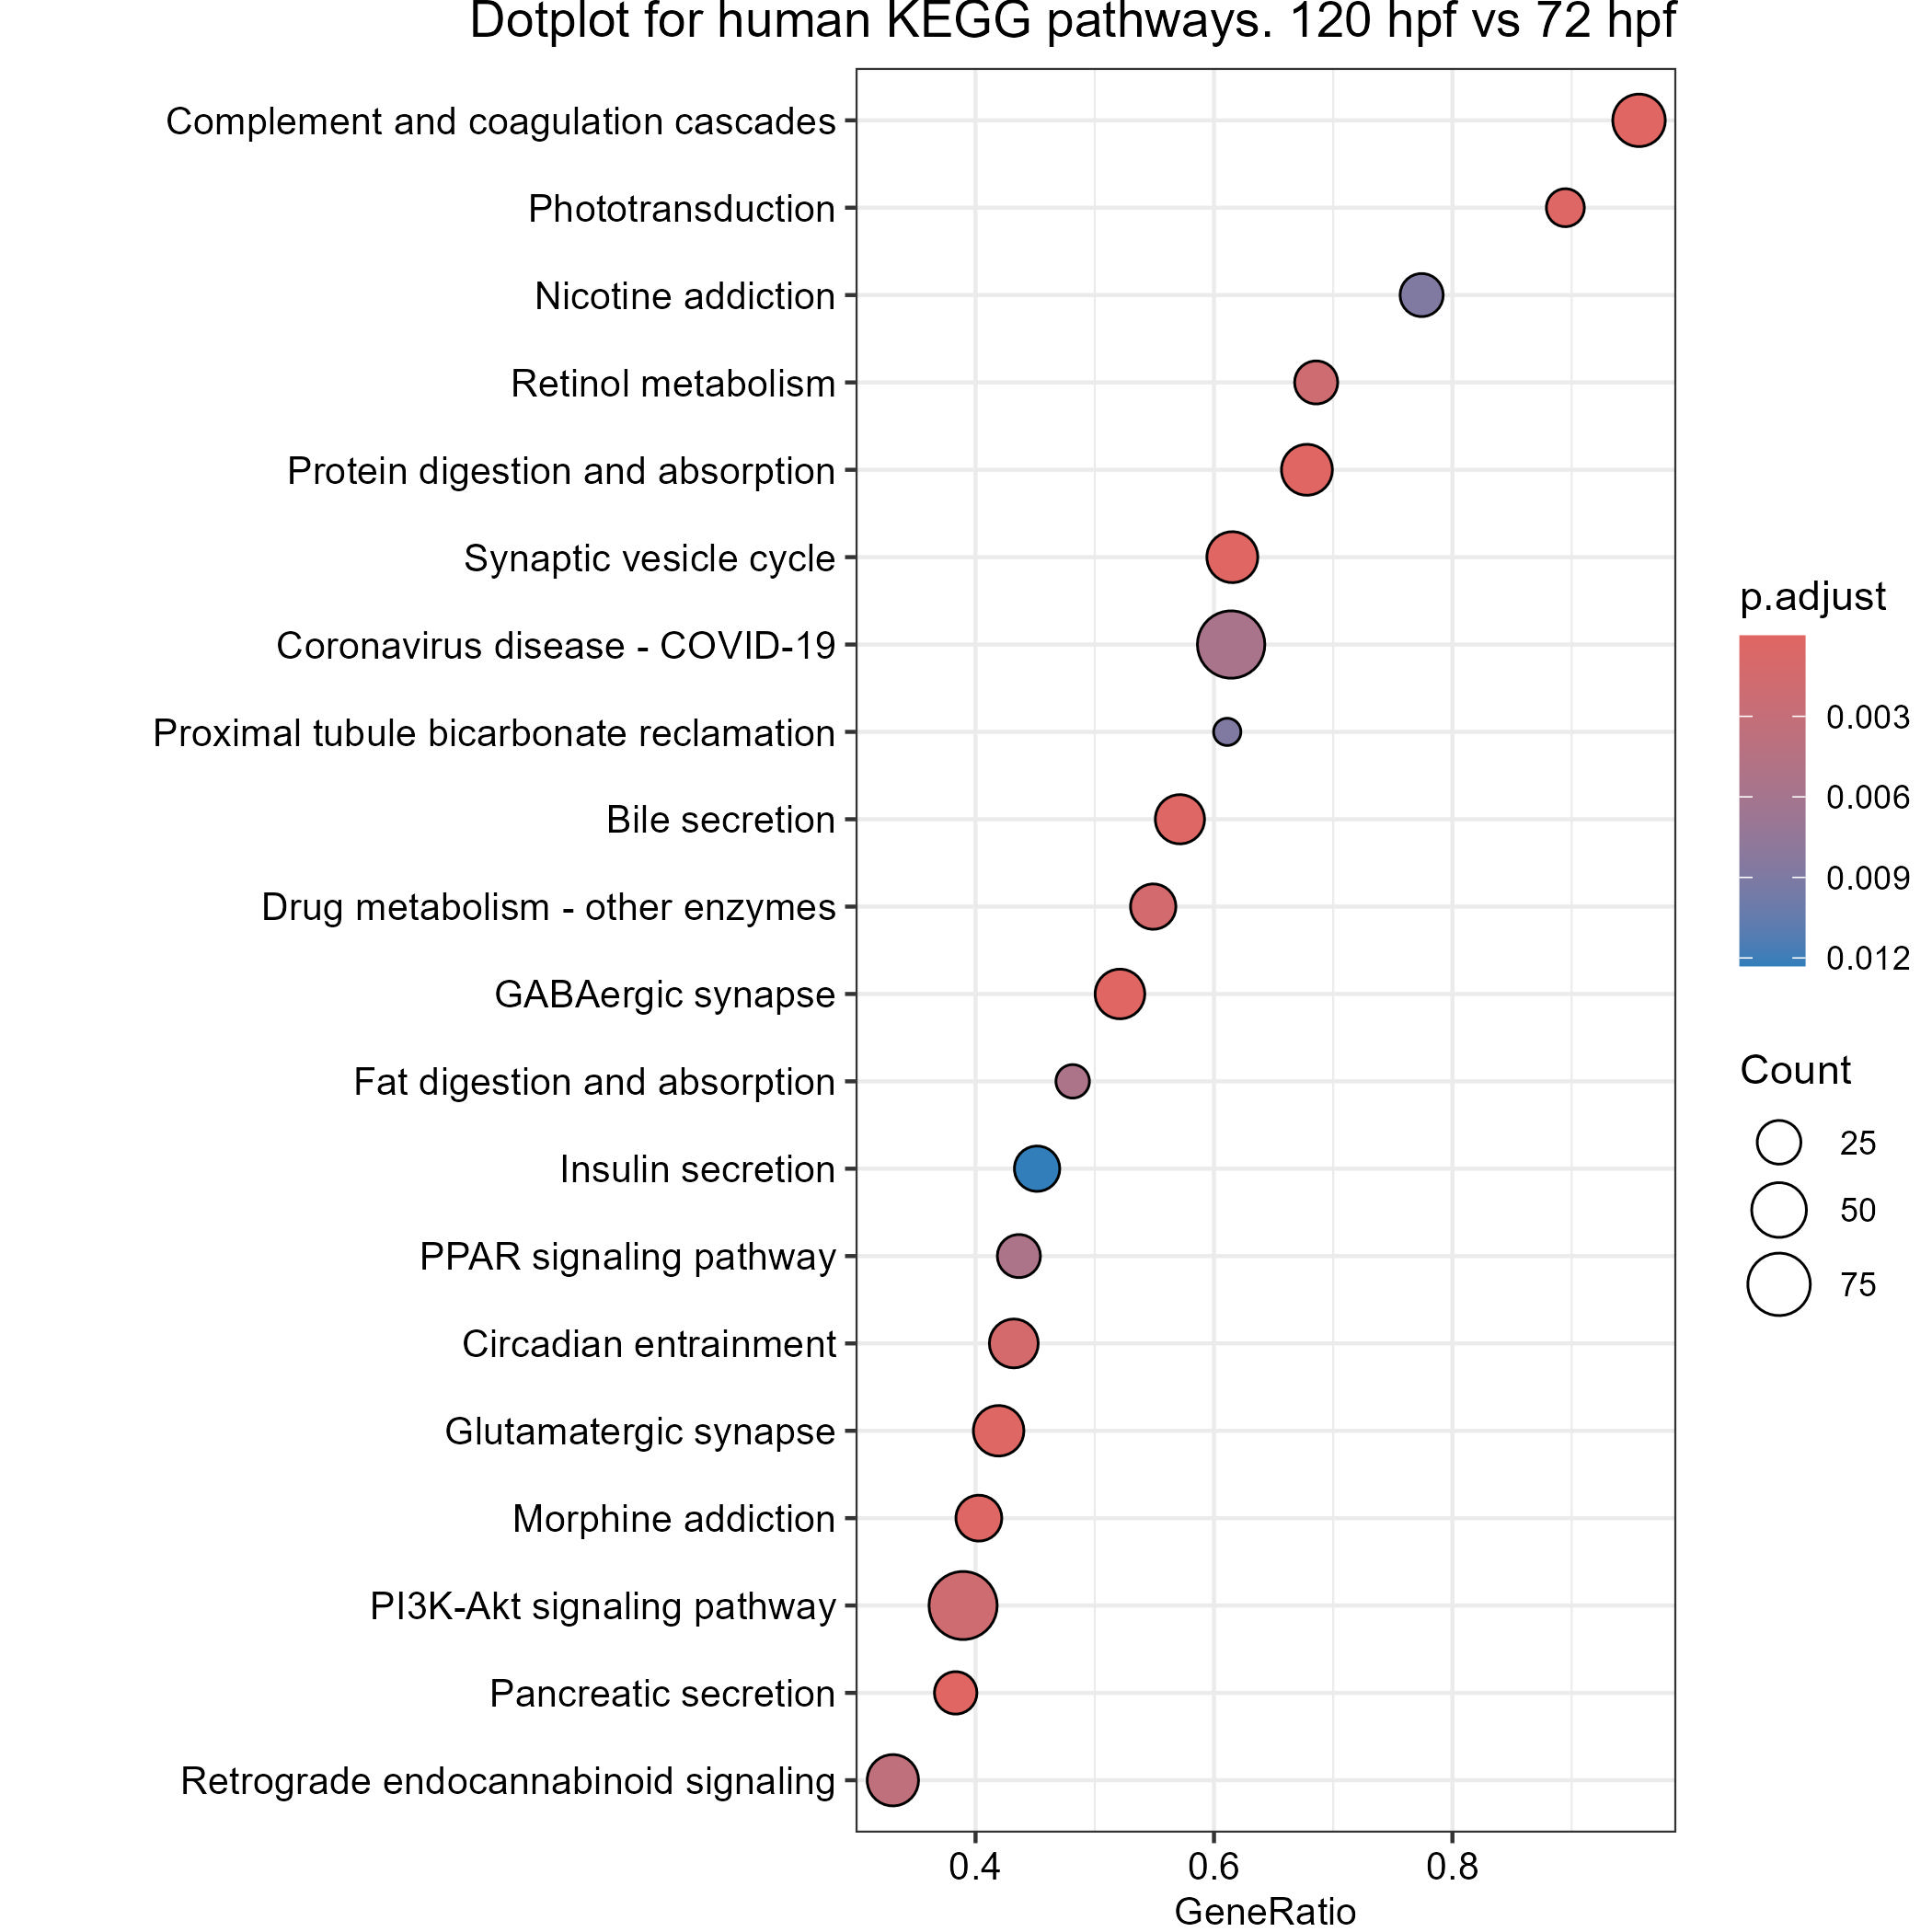 Dotplot for human KEGG pathways. 120 hpf vs 72 hpf
Complement and coagulation cascades
Phototransduction
Nicotine addiction
Retinol metabolism
Protein digestion and absorption
Synaptic vesicle cycle
Coronavirus disease - COVID-19
Proximal tubule bicarbonate reclamation
Bile secretion
Drug metabolism - other enzymes
GABAergic synapse
Fat digestion and absorption
Insulin secretion
PPAR signaling pathway
Circadian entrainment
Glutamatergic synapse
Morphine addiction
PI3K-Akt signaling pathway
Pancreatic secretion
Retrograde endocannabinoid signaling
0.4 0.6 0.8
GeneRatio
p.adjust
0.003
0.006
0.009
0.012
Count
25
50
75